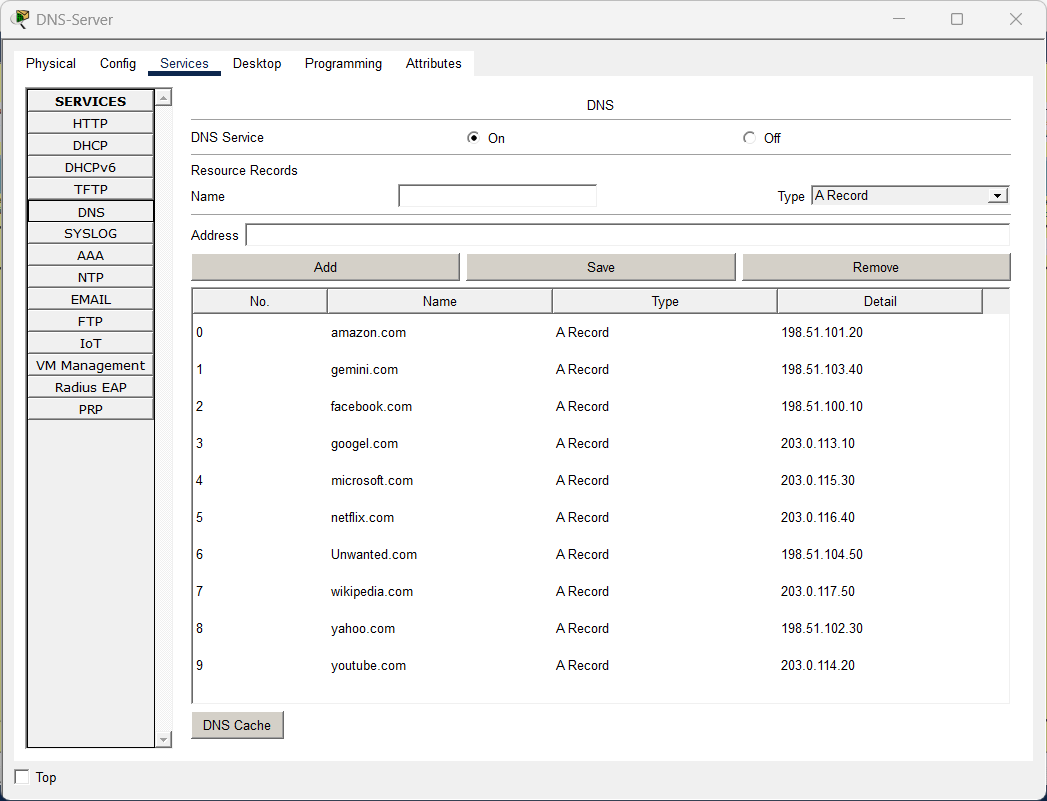 DNS-Server
Physical Config Services Desktop Programming Attributes
SERVICES
HTTP
DHCP
DHCPv6
TFTP
DNS
SYSLOG
AAA
NTP
EMAIL
FTP
IoT
VM Management
Radius EAP
PRP
DNS
DNS Service On Off
Resource Records
Name Type A Record
Address
Add Save Remove
No. Name Type Detail
0 amazon.com A Record 198.51.101.20
1 gemini.com A Record 198.51.103.40
2 facebook.com A Record 198.51.100.10
3 googel.com A Record 203.0.113.10
4 microsoft.com A Record 203.0.115.30
5 netflix.com A Record 203.0.116.40
6 Unwanted.com A Record 198.51.104.50
7 wikipedia.com A Record 203.0.117.50
8 yahoo.com A Record 198.51.102.30
9 youtube.com A Record 203.0.114.20
DNS Cache
Top